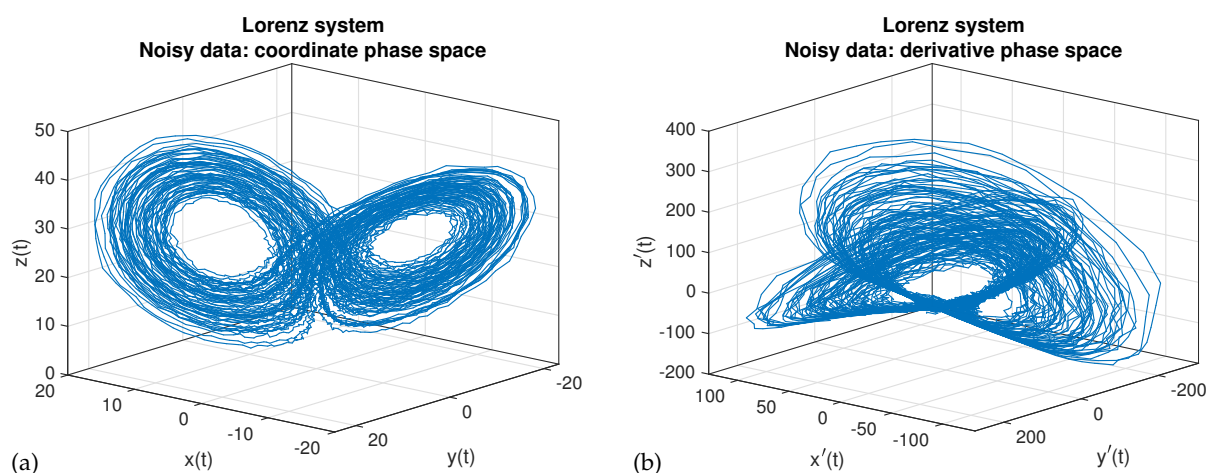 Lorenz system
Noisy data: coordinate phase space
50
40
30
20
10
0
z(t)
20
10
0
-10
-20
x(t)
20
0
-20
y(t)
(a)
Lorenz system
Noisy data: derivative phase space
400
300
200
100
0
-100
-200
z′(t)
100
50
0
-50
-100
x′(t)
200
0
-200
y′(t)
(b)